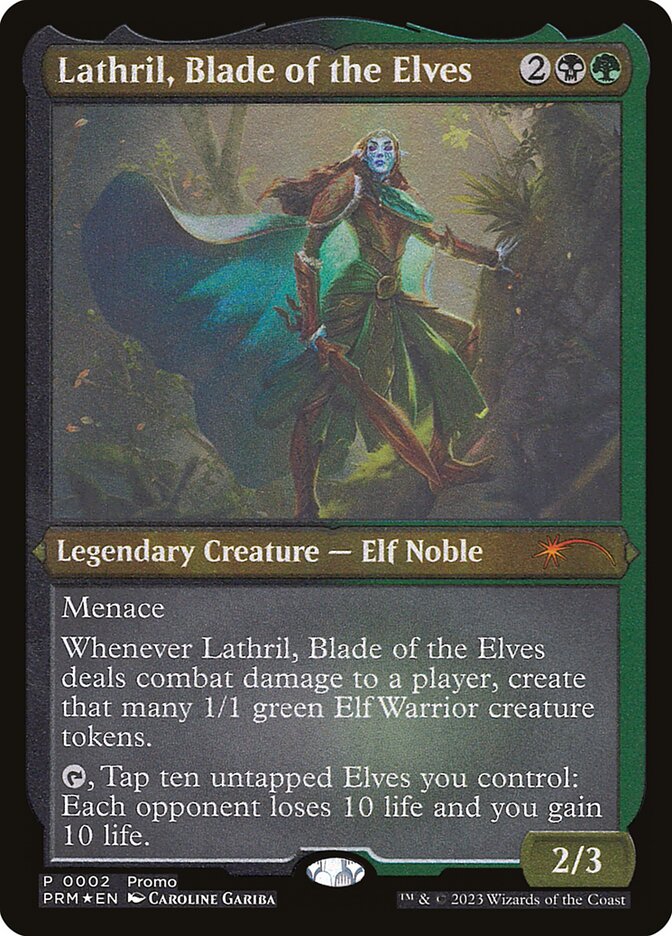 Lathril, Blade of the Elves 2
Legendary Creature — Elf Noble
Menace
Whenever Lathril, Blade of the Elves
deals combat damage to a player, create
that many 1/1 green Elf Warrior creature
tokens.
, Tap ten untapped Elves you control:
Each opponent loses 10 life and you gain
10 life.
2/3
P 0002 Promo
PRM★EN Caroline Gariba
™ & © 2023 Wizards of the Coast